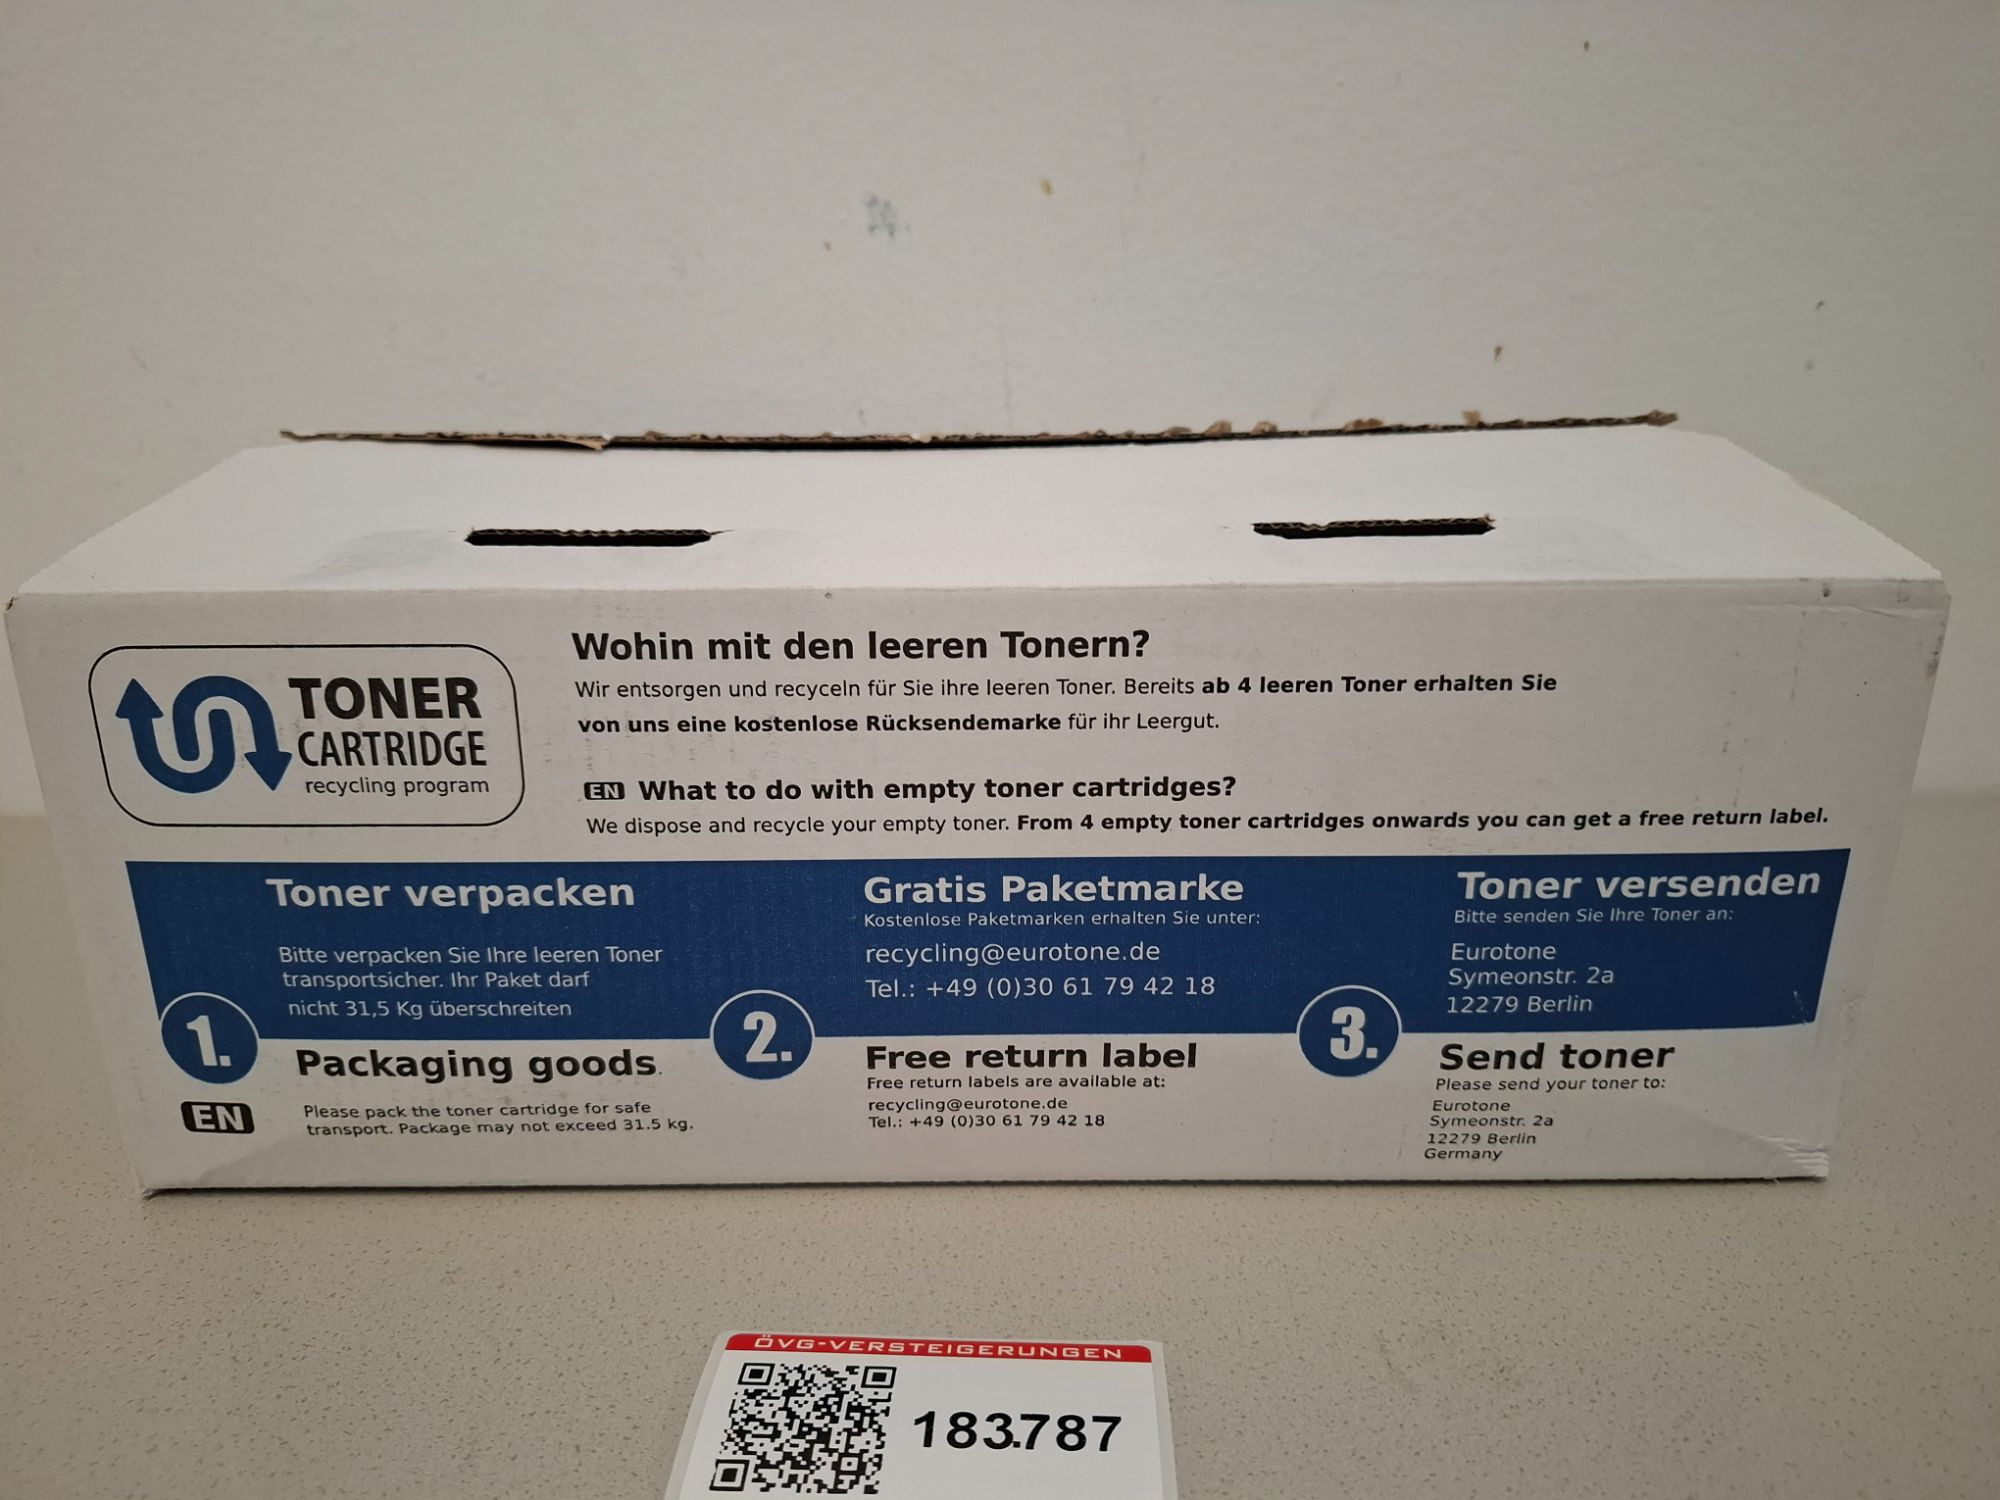 TONER
CARTRIDGE
recycling program
Wohin mit den leeren Tonern?
Wir entsorgen und recyceln für Sie ihre leeren Toner. Bereits ab 4 leeren Toner erhalten Sie
von uns eine kostenlose Rücksendemarke für ihr Leergut.
EN What to do with empty toner cartridges?
We dispose and recycle your empty toner. From 4 empty toner cartridges onwards you can get a free return label.
1.
Toner verpacken
Bitte verpacken Sie Ihre leeren Toner
transportsicher. Ihr Paket darf
nicht 31,5 Kg überschreiten
EN
Packaging goods.
Please pack the toner cartridge for safe
transport. Package may not exceed 31.5 kg.
2.
Gratis Paketmarke
Kostenlose Paketmarken erhalten Sie unter:
recycling@eurotone.de
Tel.: +49 (0)30 61 79 42 18
Free return label
Free return labels are available at:
recycling@eurotone.de
Tel.: +49 (0)30 61 79 42 18
3.
Toner versenden
Bitte senden Sie Ihre Toner an:
Eurotone
Symeonstr. 2a
12279 Berlin
Send toner
Please send your toner to:
Eurotone
Symeonstr. 2a
12279 Berlin
Germany
ÖVG-VERSTEIGERUNGEN
183.787